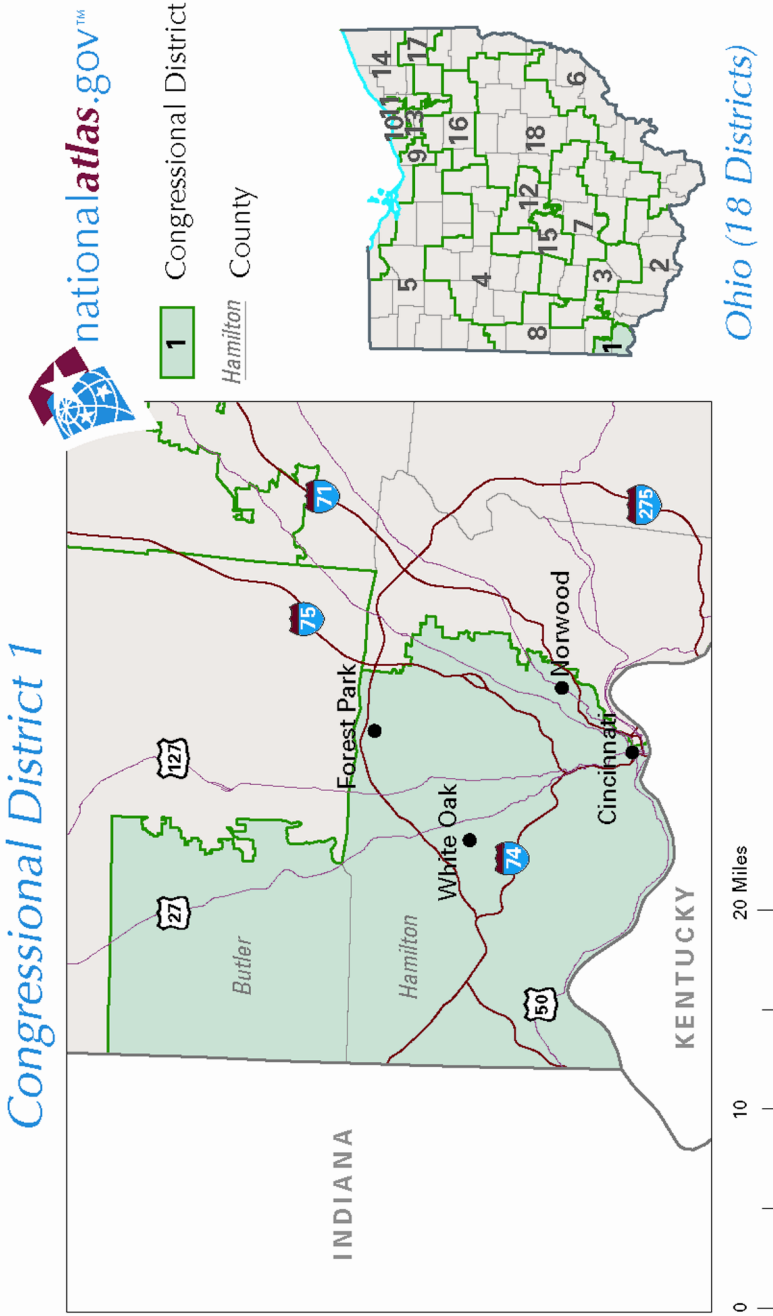 Congressional District 1
nationalatlas.gov™
1 Congressional District
Hamilton County
127
27
75
71
Butler
Forest Park
INDIANA
Hamilton
White Oak
74
Norwood
275
50
Cincinnati
KENTUCKY
0 10 20 Miles
14
17
11
10
13
9
16
6
5
4
18
12
15
7
8
3
2
1
Ohio (18 Districts)